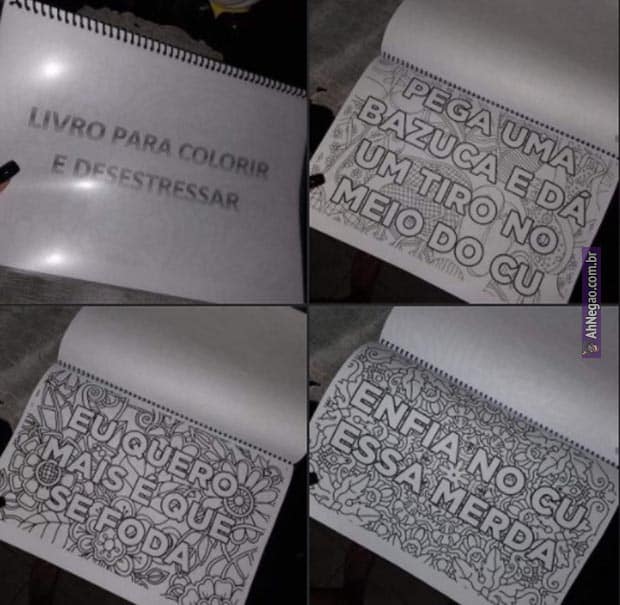 LIVRO PARA COLORIR
E DESESTRESSAR
PEGA UMA
BAZUCA E DÁ
UM TIRO NO
MEIO DO CU
EU QUERO
MAIS É QUE
SE FODA
ENFIA NO CU
ESSA MERDA
AhNegao.com.br